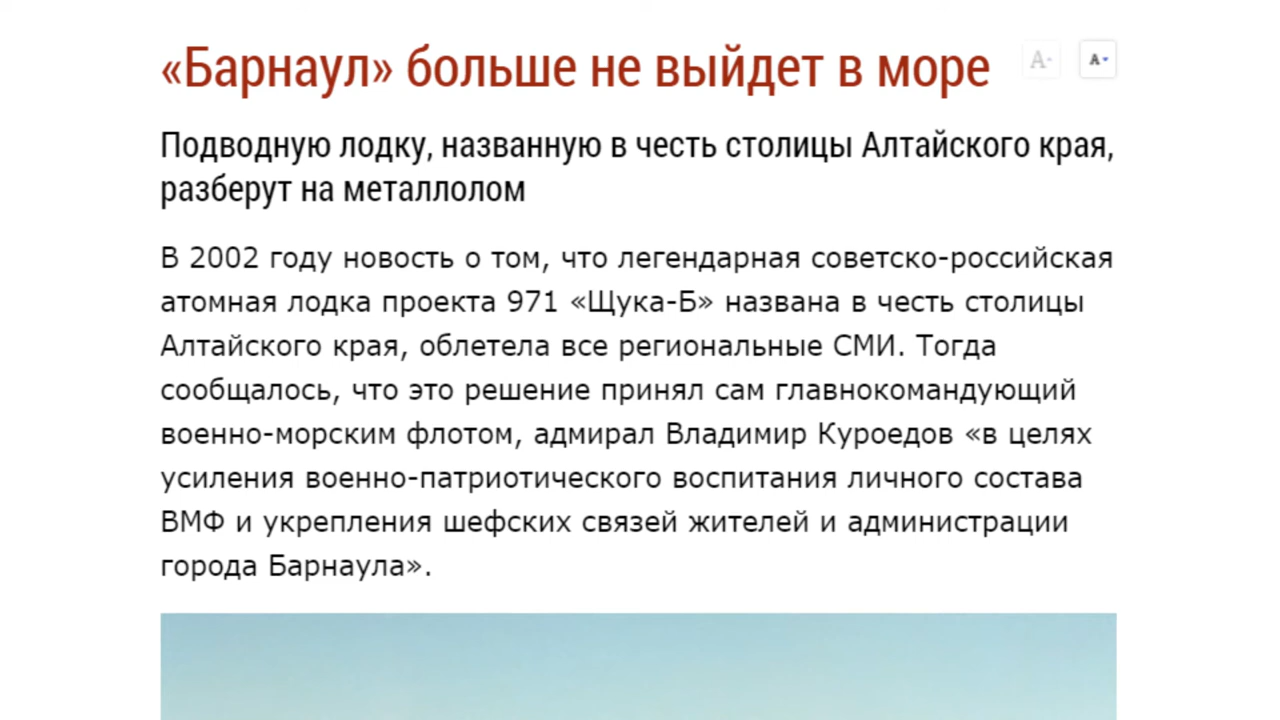 «Барнаул» больше не выйдет в море
A-
A-
Подводную лодку, названную в честь столицы Алтайского края,
разберут на металлолом
В 2002 году новость о том, что легендарная советско-российская
атомная лодка проекта 971 «Щука-Б» названа в честь столицы
Алтайского края, облетела все региональные СМИ. Тогда
сообщалось, что это решение принял сам главнокомандующий
военно-морским флотом, адмирал Владимир Куроедов «в целях
усиления военно-патриотического воспитания личного состава
ВМФ и укрепления шефских связей жителей и администрации
города Барнаула».